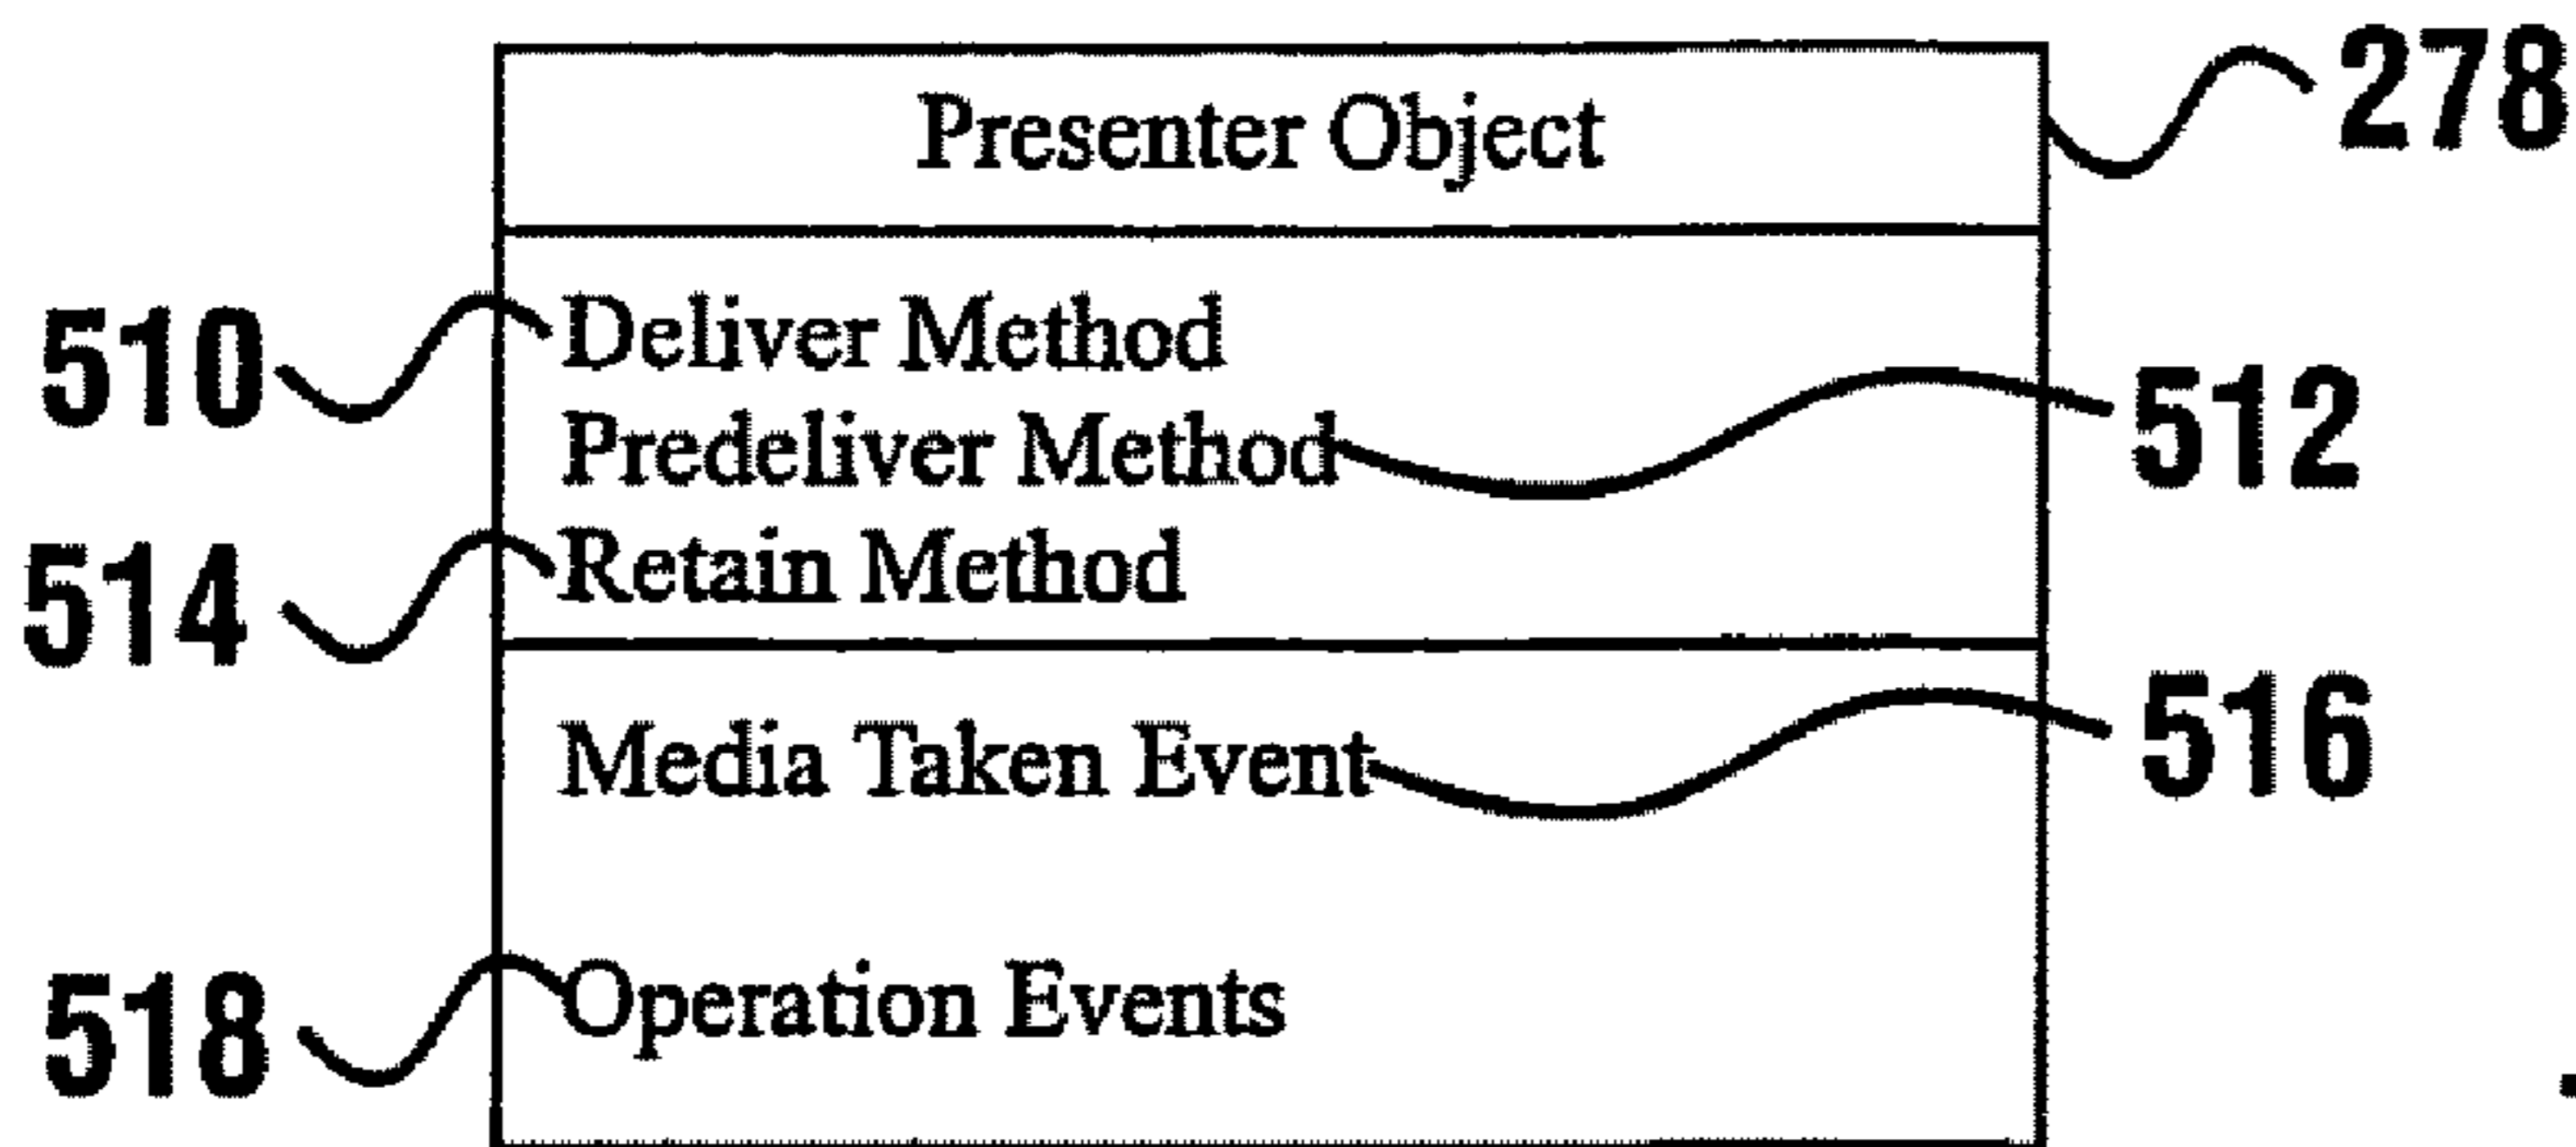 Presenter Object 278
510 Deliver Method
Predeliver Method 512
514 Retain Method
Media Taken Event 516
518 Operation Events